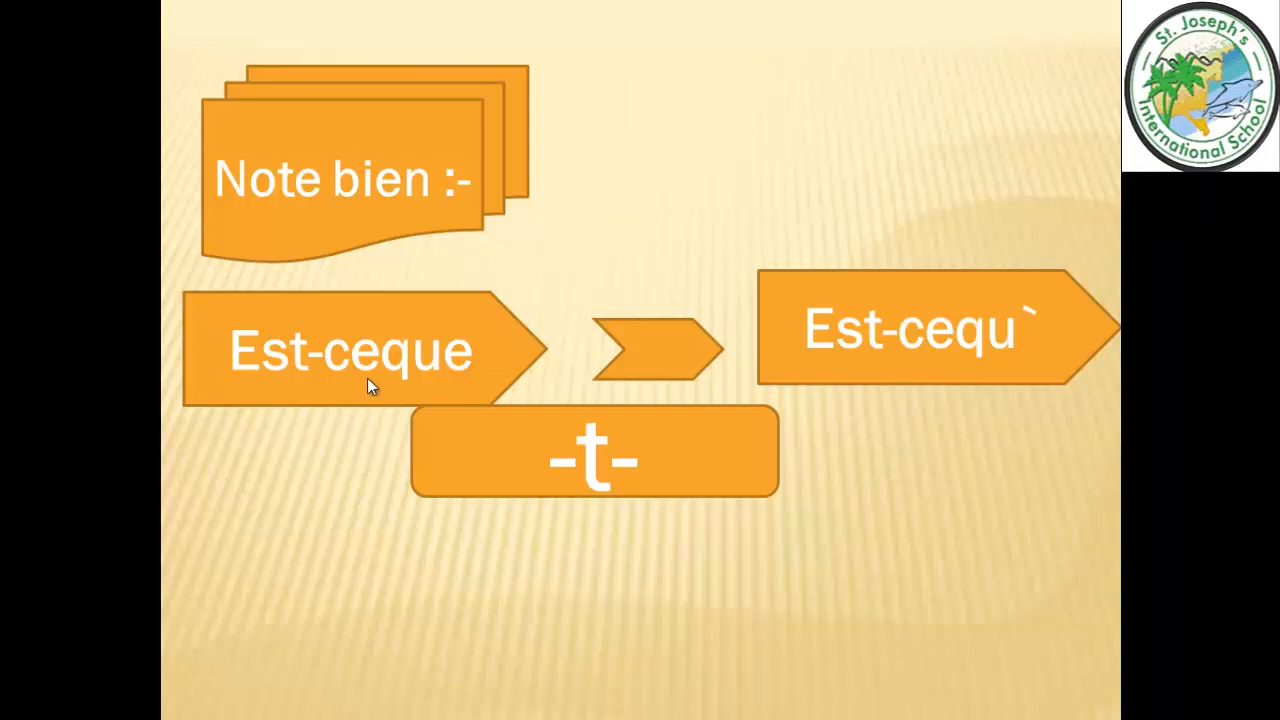 St. Joseph's
International School
Note bien :-
Est-ceque
Est-cequ`
-t-